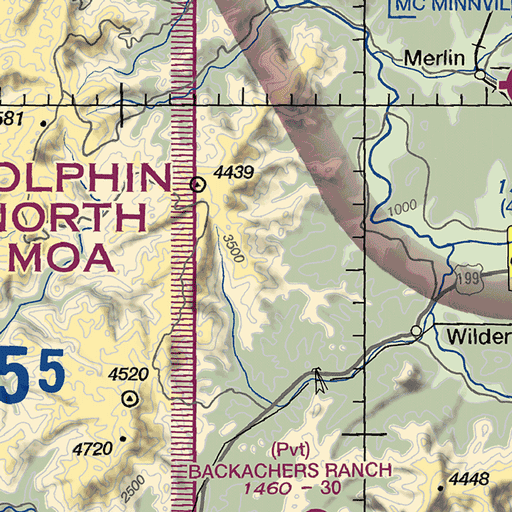 MC MINNVIL
Merlin
581
4439
OLPHIN
NORTH
MOA
1000
3500
199
Wilder
55
4520
4720
2500
(Pvt)
BACKACHERS RANCH
1460 - 30
4448